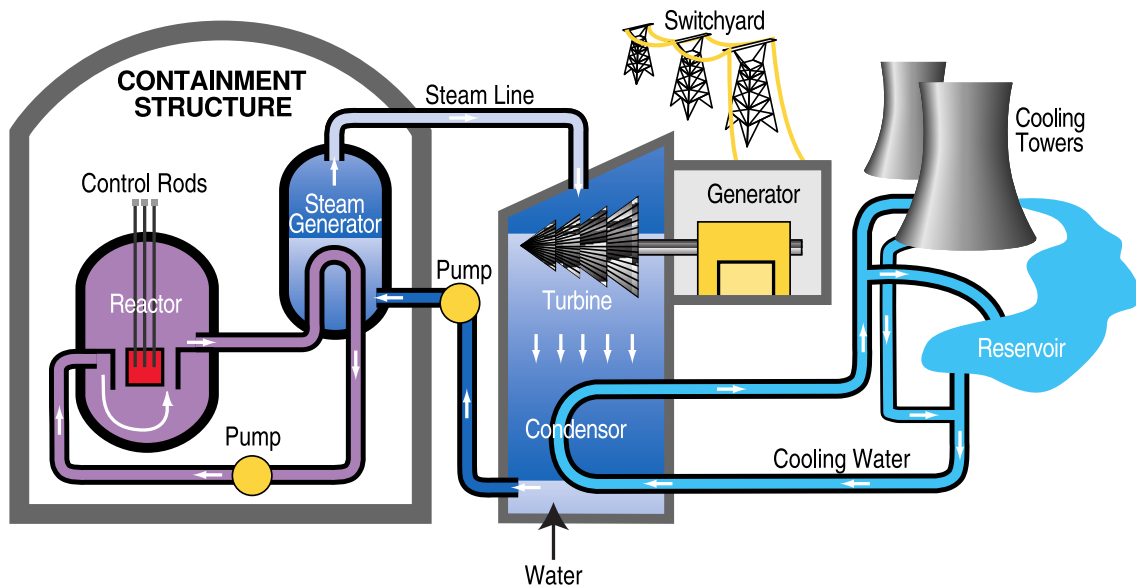 Switchyard
CONTAINMENT
STRUCTURE
Steam Line
Cooling
Towers
Control Rods
Steam
Generator
Generator
Pump
Reactor
Turbine
Reservoir
Condensor
Pump
Cooling Water
Water